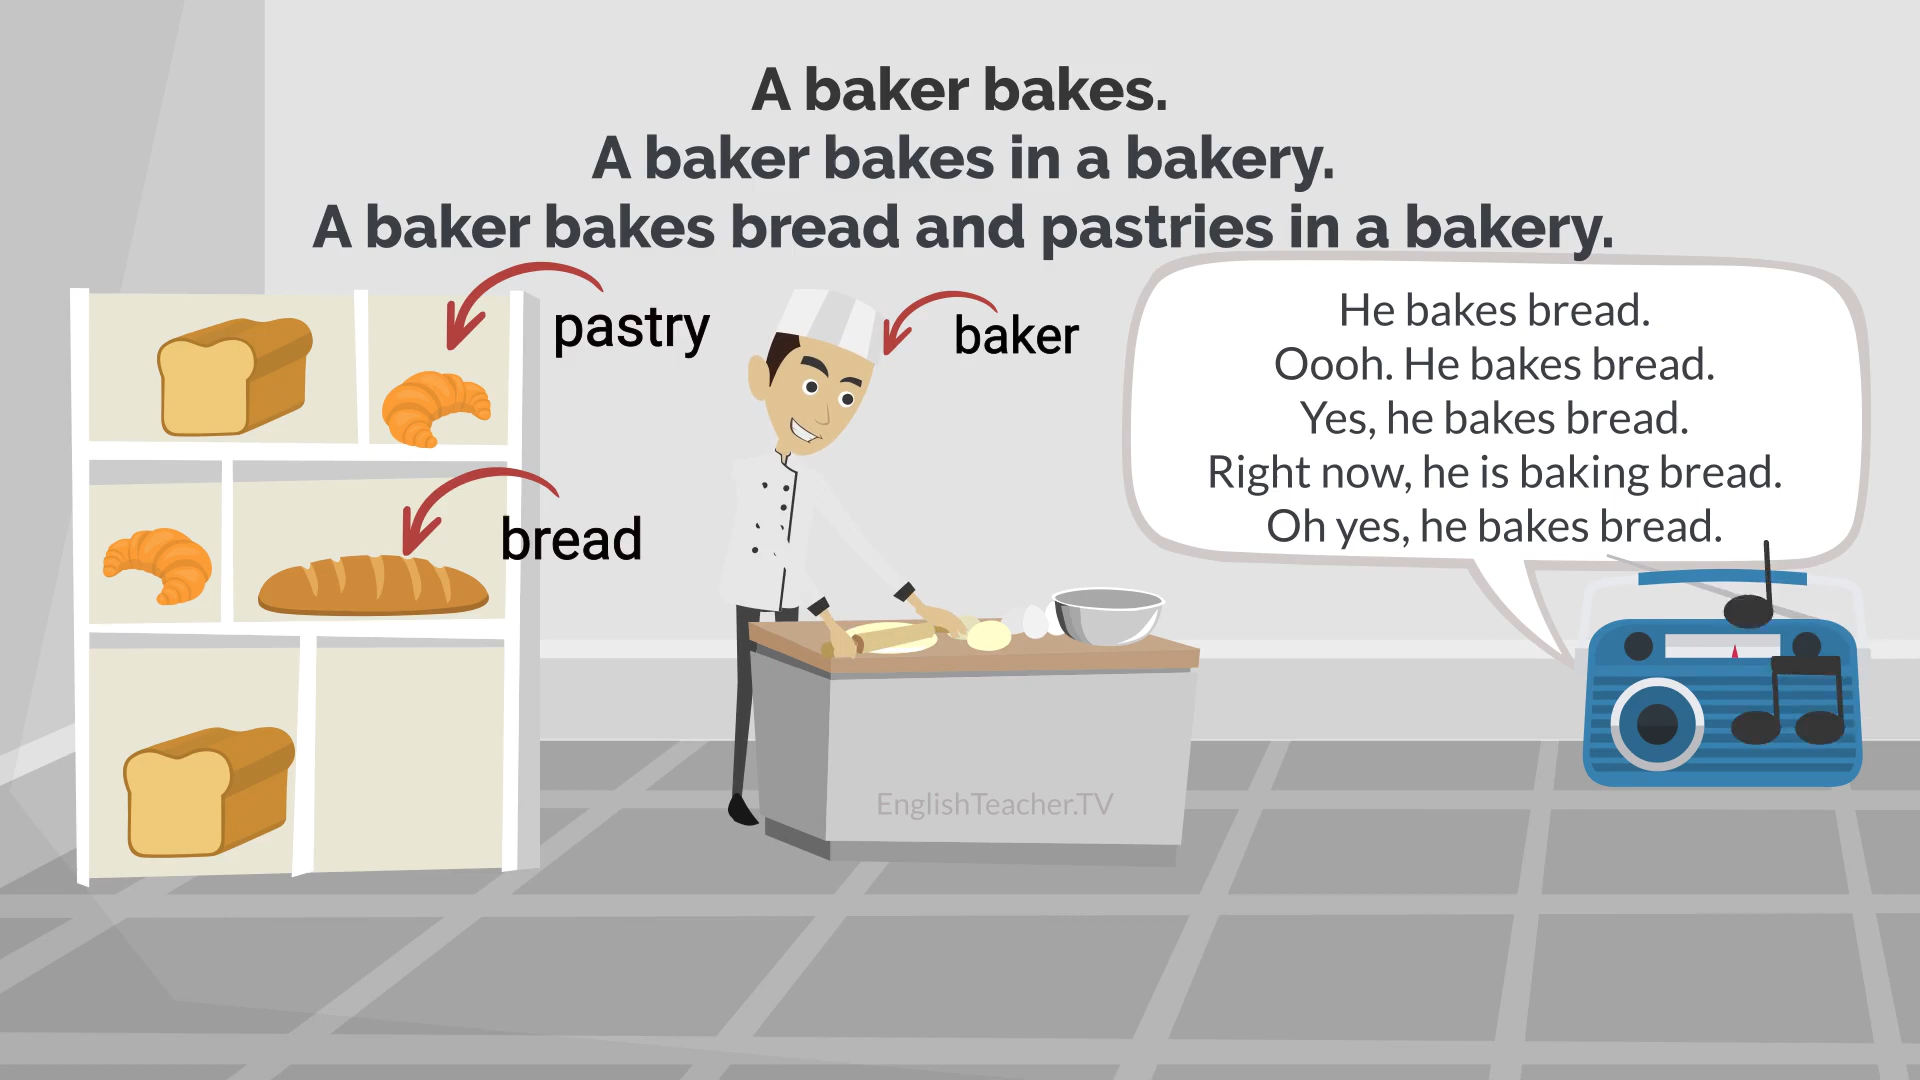 A baker bakes.
A baker bakes in a bakery.
A baker bakes bread and pastries in a bakery.
pastry
baker
bread
He bakes bread.
Oooh. He bakes bread.
Yes, he bakes bread.
Right now, he is baking bread.
Oh yes, he bakes bread.
EnglishTeacher.TV